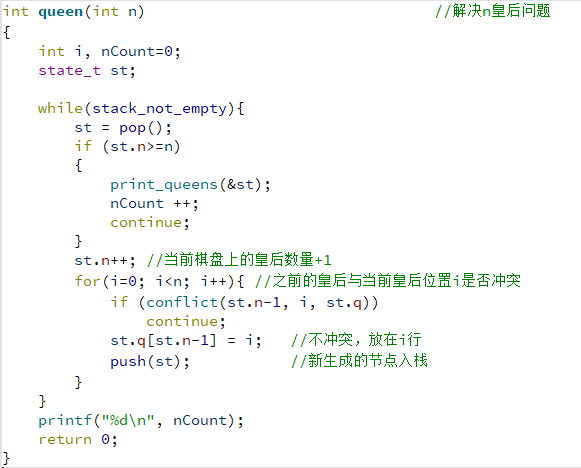 int queen(int n) //解决n皇后问题
{
    int i, nCount=0;
    state_t st;

    while(stack_not_empty){
        st = pop();
        if (st.n>=n)
        {
            print_queens(&st);
            nCount ++;
            continue;
        }
        st.n++; //当前棋盘上的皇后数量+1
        for(i=0; i<n; i++){ //之前的皇后与当前皇后位置i是否冲突
            if (conflict(st.n-1, i, st.q))
                continue;
            st.q[st.n-1] = i;   //不冲突，放在i行
            push(st);           //新生成的节点入栈
        }
    }
    printf("%d\n", nCount);
    return 0;
}